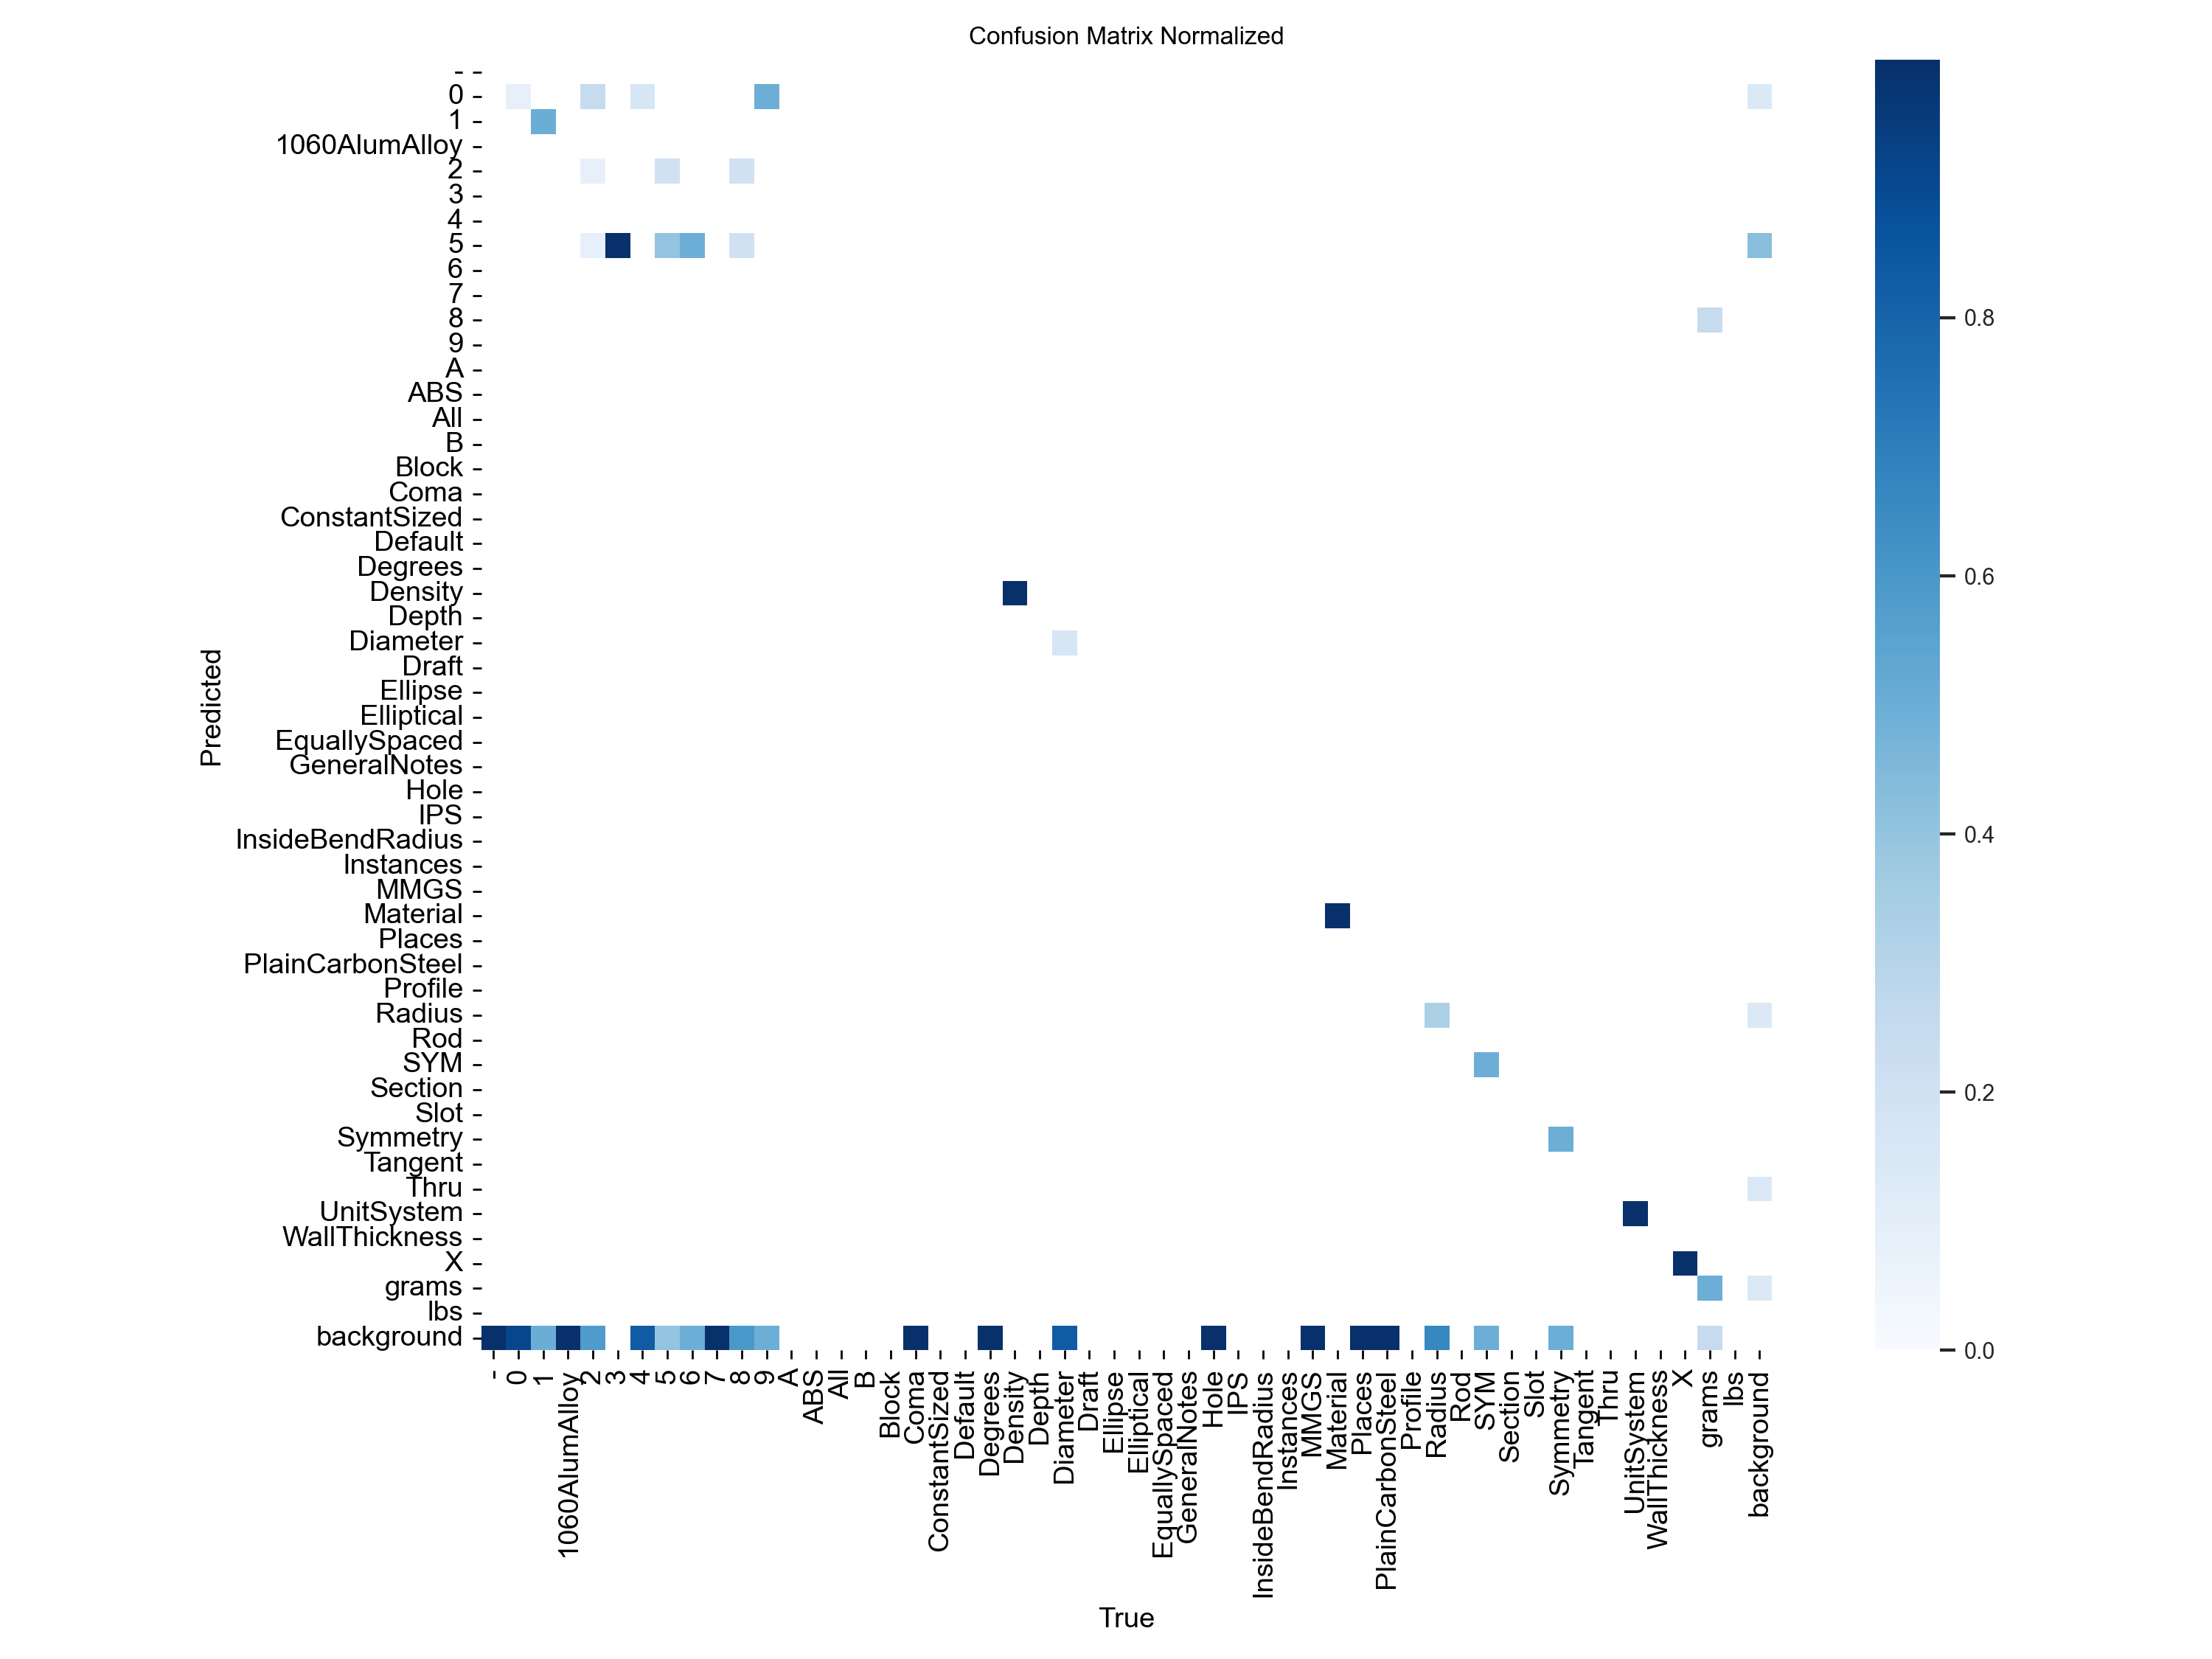 Confusion Matrix Normalized
-
0
1
1060AlumAlloy
2
3
4
5
6
7
8
9
A
ABS
All
B
Block
Coma
ConstantSized
Default
Degrees
Density
Depth
Diameter
Draft
Ellipse
Elliptical
EquallySpaced
GeneralNotes
Hole
IPS
InsideBendRadius
Instances
MMGS
Material
Places
PlainCarbonSteel
Profile
Radius
Rod
SYM
Section
Slot
Symmetry
Tangent
Thru
UnitSystem
WallThickness
X
grams
lbs
background
Predicted
-
0
1
1060AlumAlloy
2
3
4
5
6
7
8
9
A
ABS
All
B
Block
Coma
ConstantSized
Default
Degrees
Density
Depth
Diameter
Draft
Ellipse
Elliptical
EquallySpaced
GeneralNotes
Hole
IPS
InsideBendRadius
Instances
MMGS
Material
Places
PlainCarbonSteel
Profile
Radius
Rod
SYM
Section
Slot
Symmetry
Tangent
Thru
UnitSystem
WallThickness
X
grams
lbs
background
True
0.8
0.6
0.4
0.2
0.0